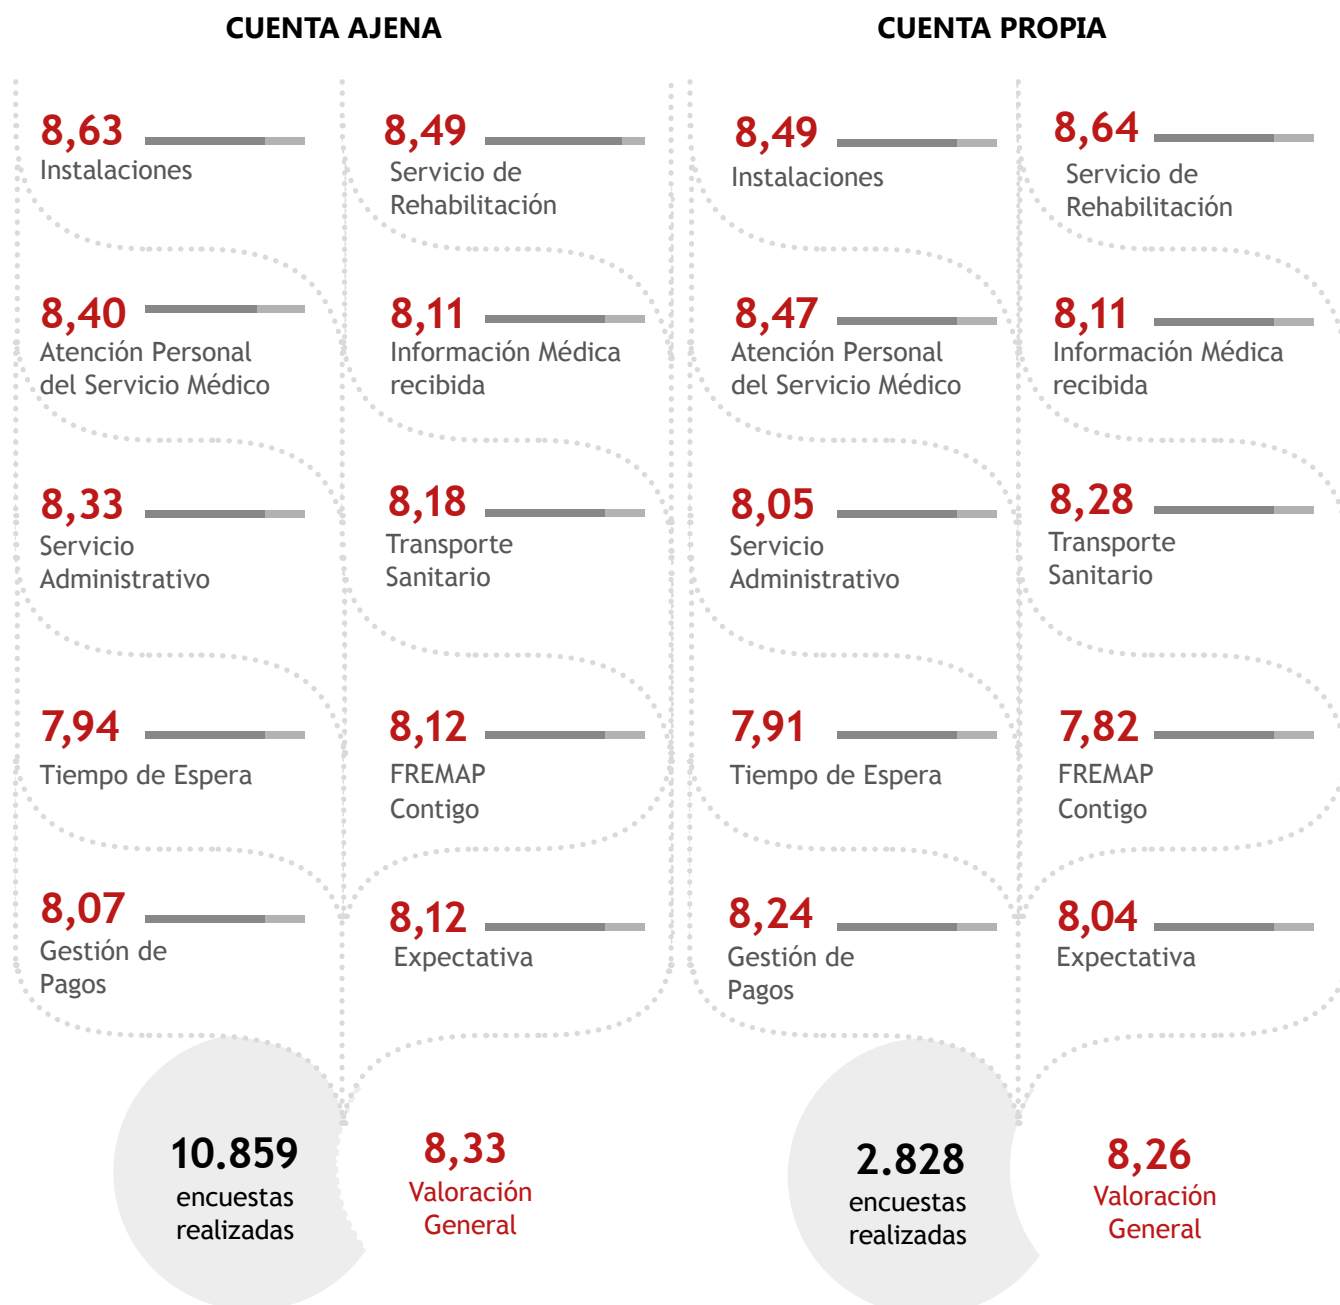 CUENTA AJENA
8,63
Instalaciones
8,49
Servicio de
Rehabilitación
8,40
Atención Personal
del Servicio Médico
8,11
Información Médica
recibida
8,33
Servicio
Administrativo
8,18
Transporte
Sanitario
7,94
Tiempo de Espera
8,12
FREMAP
Contigo
8,07
Gestión de
Pagos
8,12
Expectativa
10.859
encuestas
realizadas
8,33
Valoración
General
CUENTA PROPIA
8,49
Instalaciones
8,64
Servicio de
Rehabilitación
8,47
Atención Personal
del Servicio Médico
8,11
Información Médica
recibida
8,05
Servicio
Administrativo
8,28
Transporte
Sanitario
7,91
Tiempo de Espera
7,82
FREMAP
Contigo
8,24
Gestión de
Pagos
8,04
Expectativa
2.828
encuestas
realizadas
8,26
Valoración
General